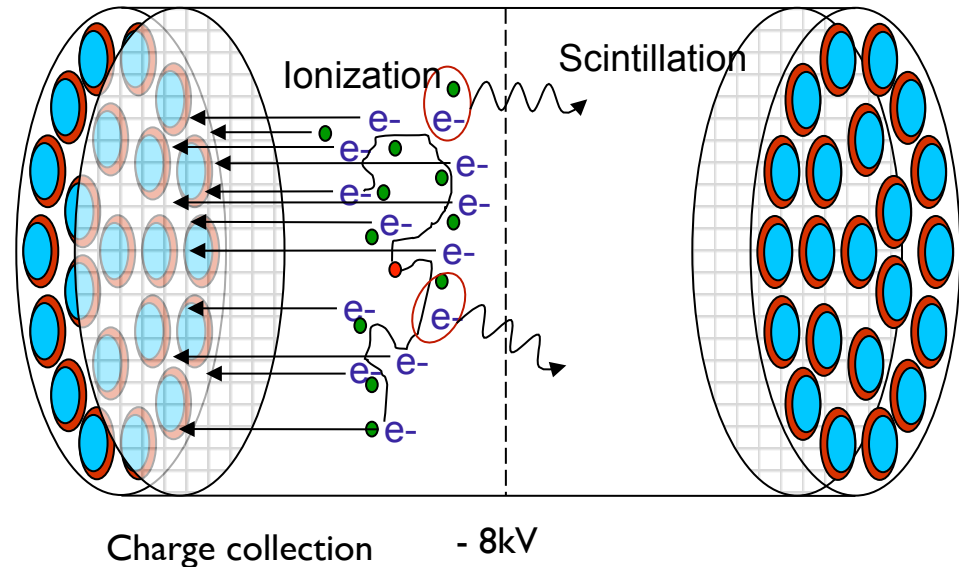 Scintillation
Ionization
e- e-
e-
e-
e-
e-
e-
e-
e-
e-
e-
e-
e-
Charge collection
- 8kV